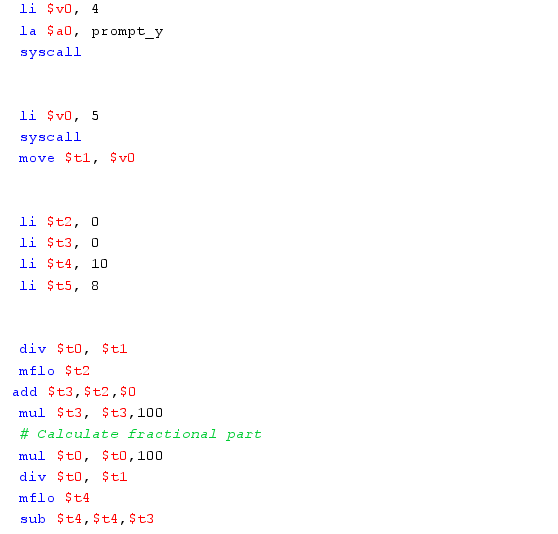 li $v0, 4
la $a0, prompt_y
syscall
li $v0, 5
syscall
move $t1, $v0
li $t2, 0
li $t3, 0
li $t4, 10
li $t5, 8
div $t0, $t1
mflo $t2
add $t3,$t2,$0
mul $t3, $t3,100
# Calculate fractional part
mul $t0, $t0,100
div $t0, $t1
mflo $t4
sub $t4,$t4,$t3